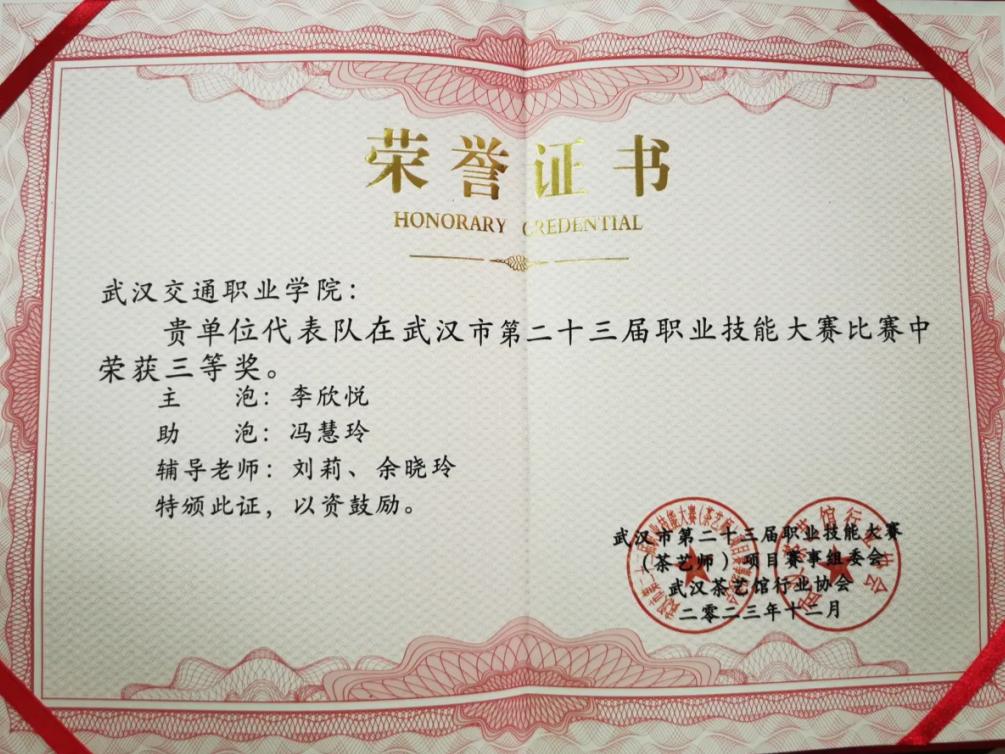 荣誉证书
HONORARY CREDENTIAL
武汉交通职业学院：
贵单位代表队在武汉市第二十三届职业技能大赛比赛中
荣获三等奖。
主 泡：李欣悦
助 泡：冯慧玲
辅导老师：刘莉、余晓玲
特颁此证，以资鼓励。
武汉市第二十三届职业技能大赛
（茶艺师）项目赛事组委会
武汉茶艺馆行业协会
二零二三年十二月